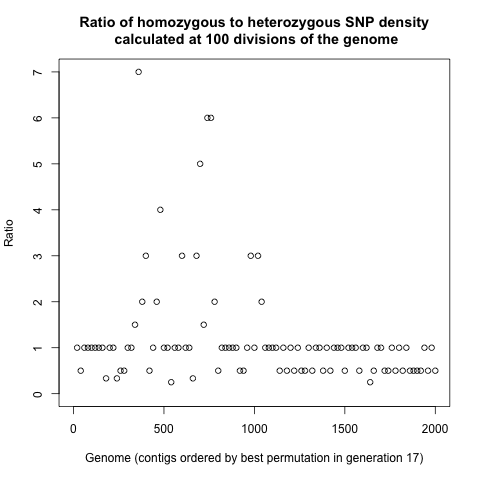 Ratio of homozygous to heterozygous SNP density
calculated at 100 divisions of the genome
Ratio
7
6
5
4
3
2
1
0
0 500 1000 1500 2000
Genome (contigs ordered by best permutation in generation 17)